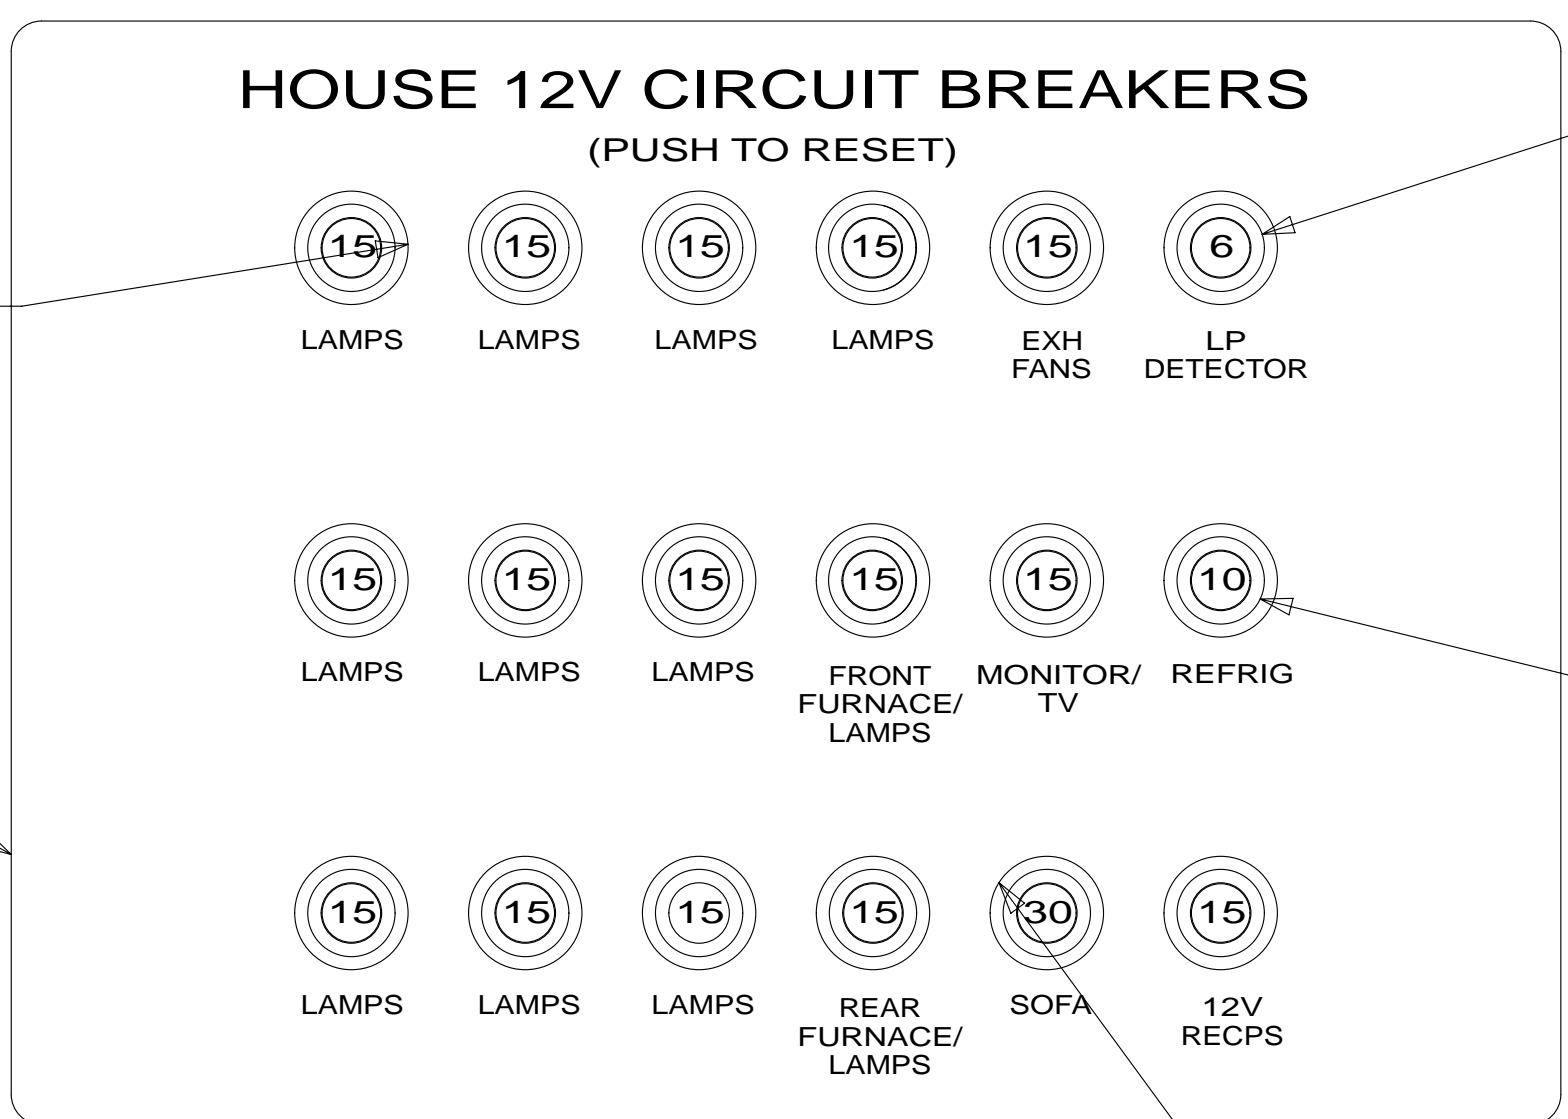 HOUSE 12V CIRCUIT BREAKERS
(PUSH TO RESET)
15 15 15 15 15 6
LAMPS LAMPS LAMPS LAMPS EXH LP
FANS DETECTOR
15 15 15 15 15 10
LAMPS LAMPS LAMPS FRONT MONITOR/ REFRIG
FURNACE/ TV
LAMPS
15 15 15 15 30 15
LAMPS LAMPS LAMPS REAR SOFA 12V
FURNACE/ RECPS
LAMPS